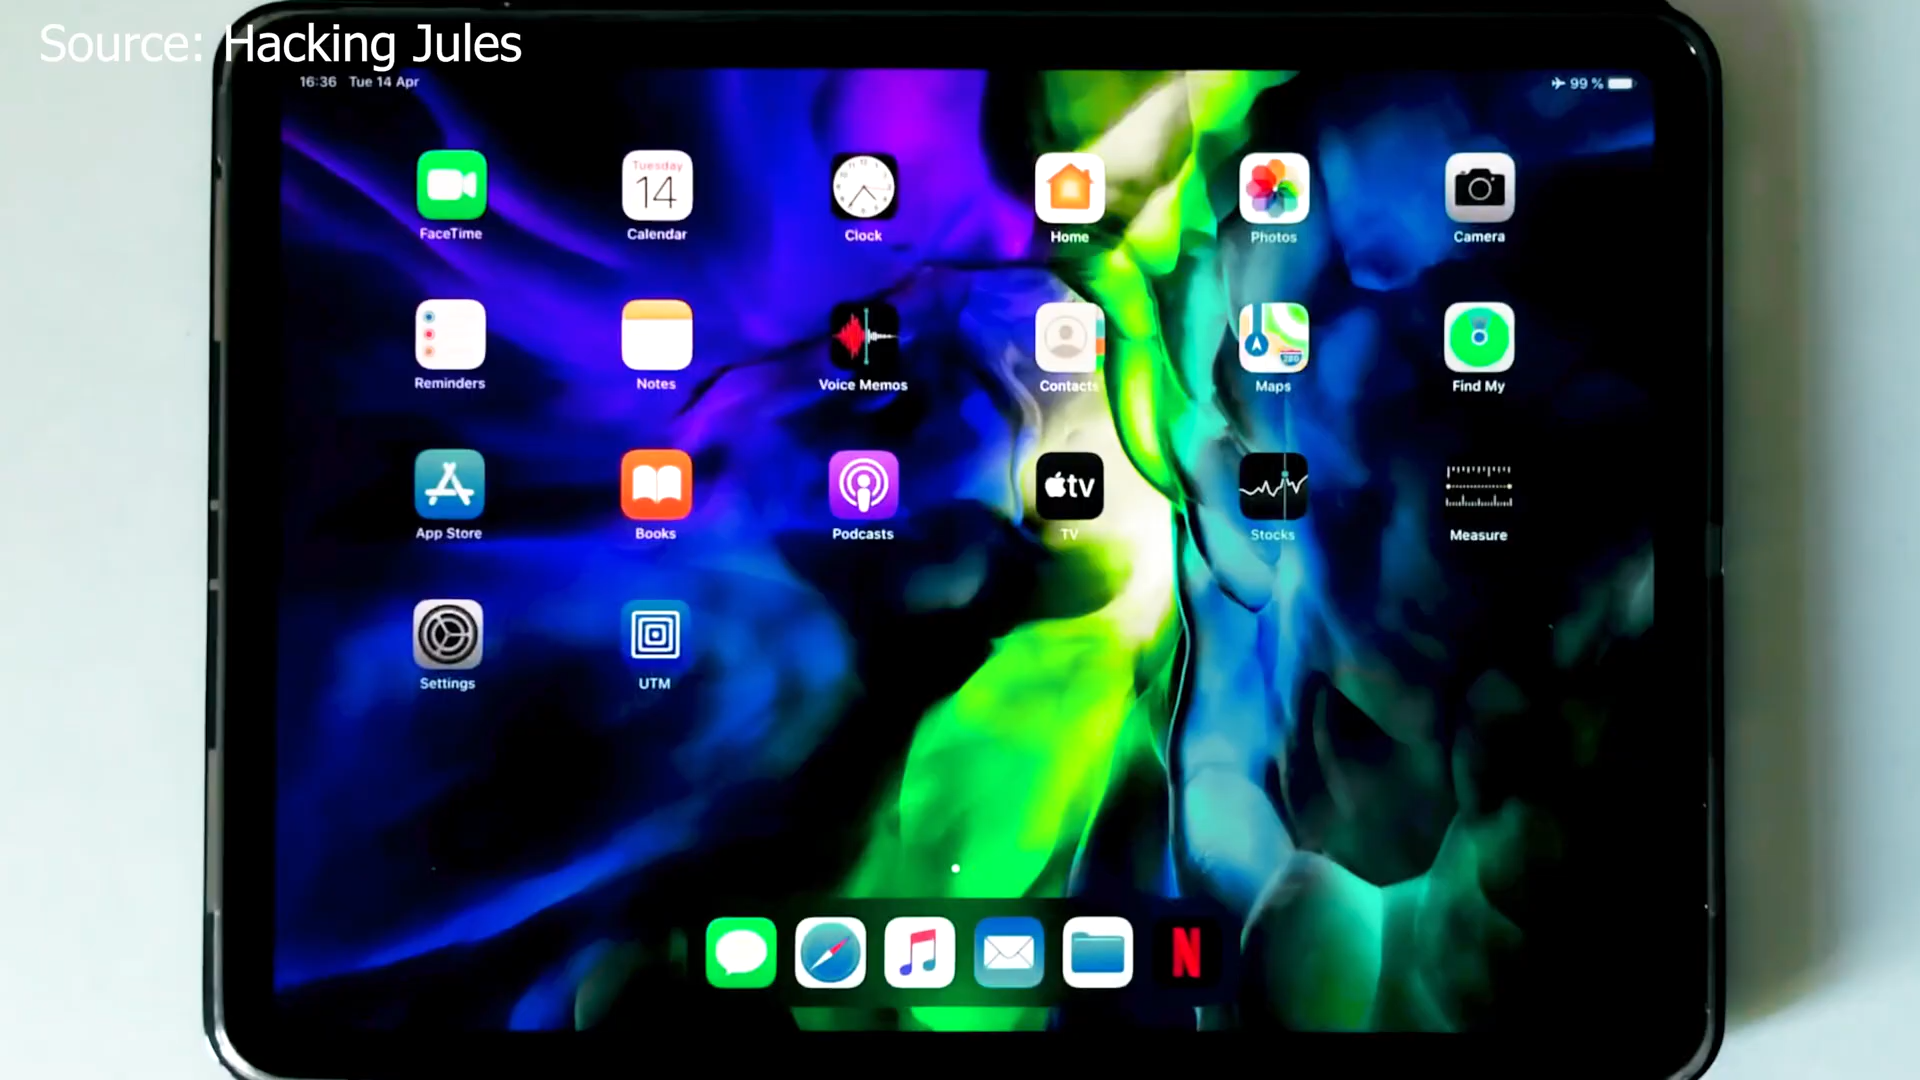 Source: Hacking Jules
16:36 Tue 14 Apr
99 %
Tuesday
14
FaceTime
Calendar
Clock
Home
Photos
Camera
Reminders
Notes
Voice Memos
Contacts
Maps
Find My
280
tv
App Store
Books
Podcasts
TV
Stocks
Measure
Settings
UTM
N